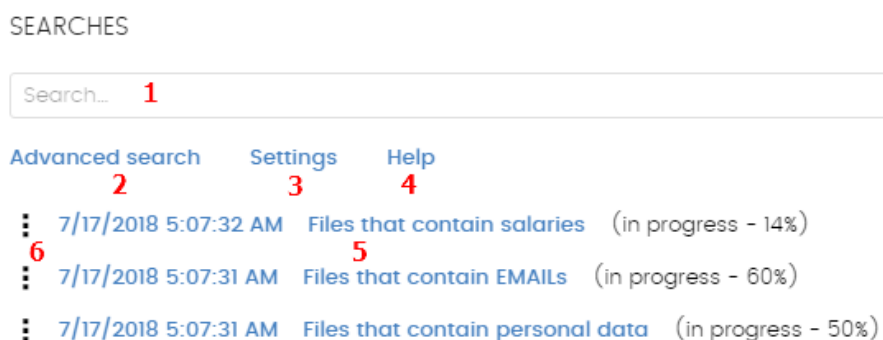 SEARCHES
Search... 1
Advanced search Settings Help
2 3 4
7/17/2018 5:07:32 AM Files that contain salaries (in progress - 14%)
6 5
7/17/2018 5:07:31 AM Files that contain EMAILs (in progress - 60%)
7/17/2018 5:07:31 AM Files that contain personal data (in progress - 50%)